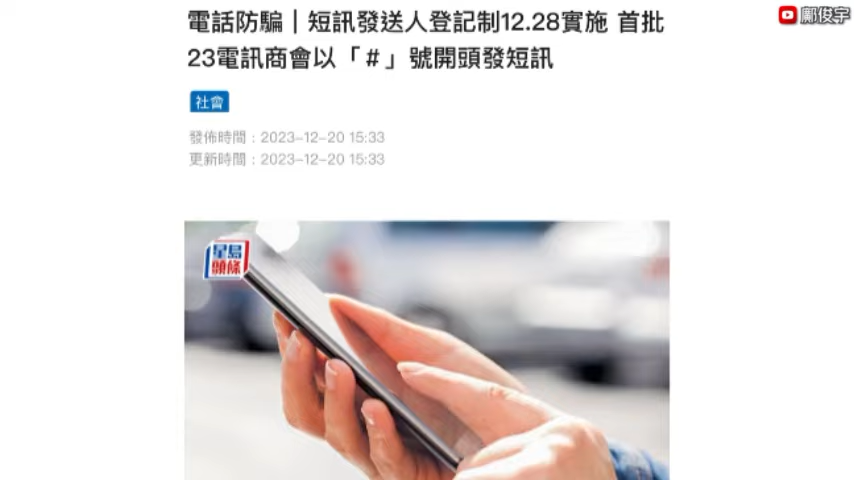 電話防騙｜短訊發送人登記制12.28實施 首批
23電訊商會以「#」號開頭發短訊
社會
發佈時間：2023-12-20 15:33
更新時間：2023-12-20 15:33
星島
頭條
鄺俊宇